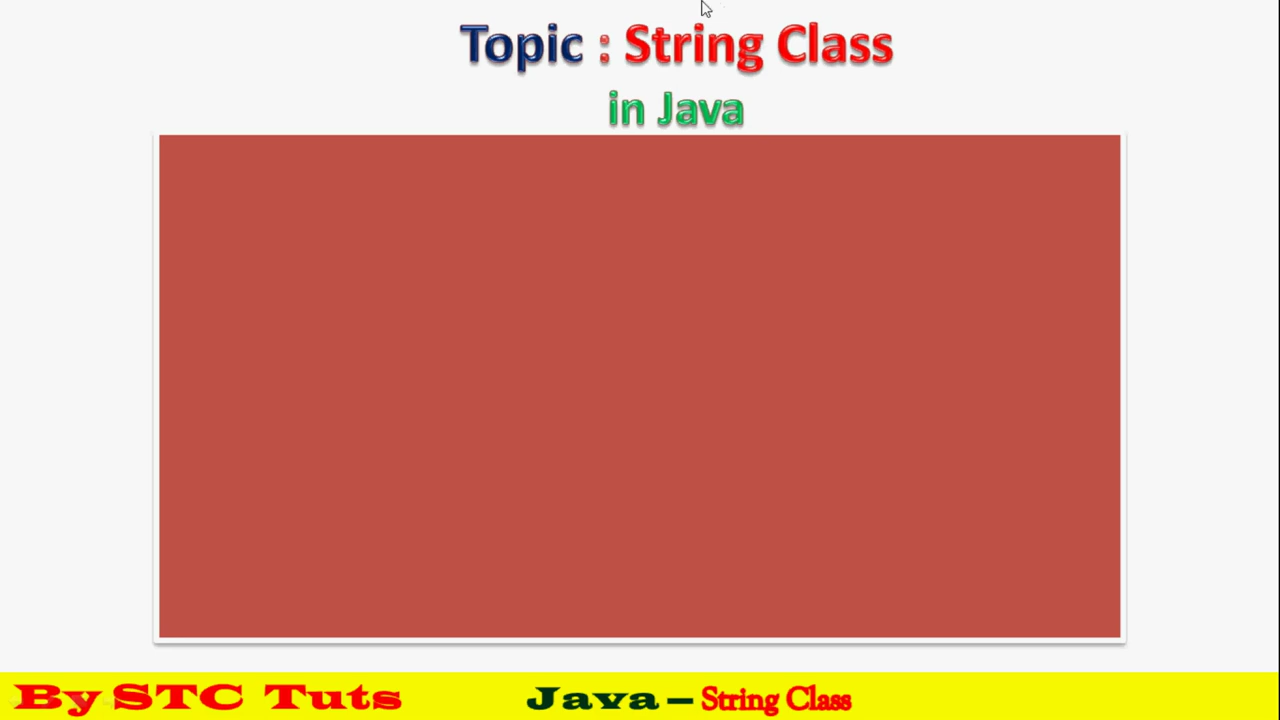 Topic : String Class
in Java
By STC Tuts
Java – String Class